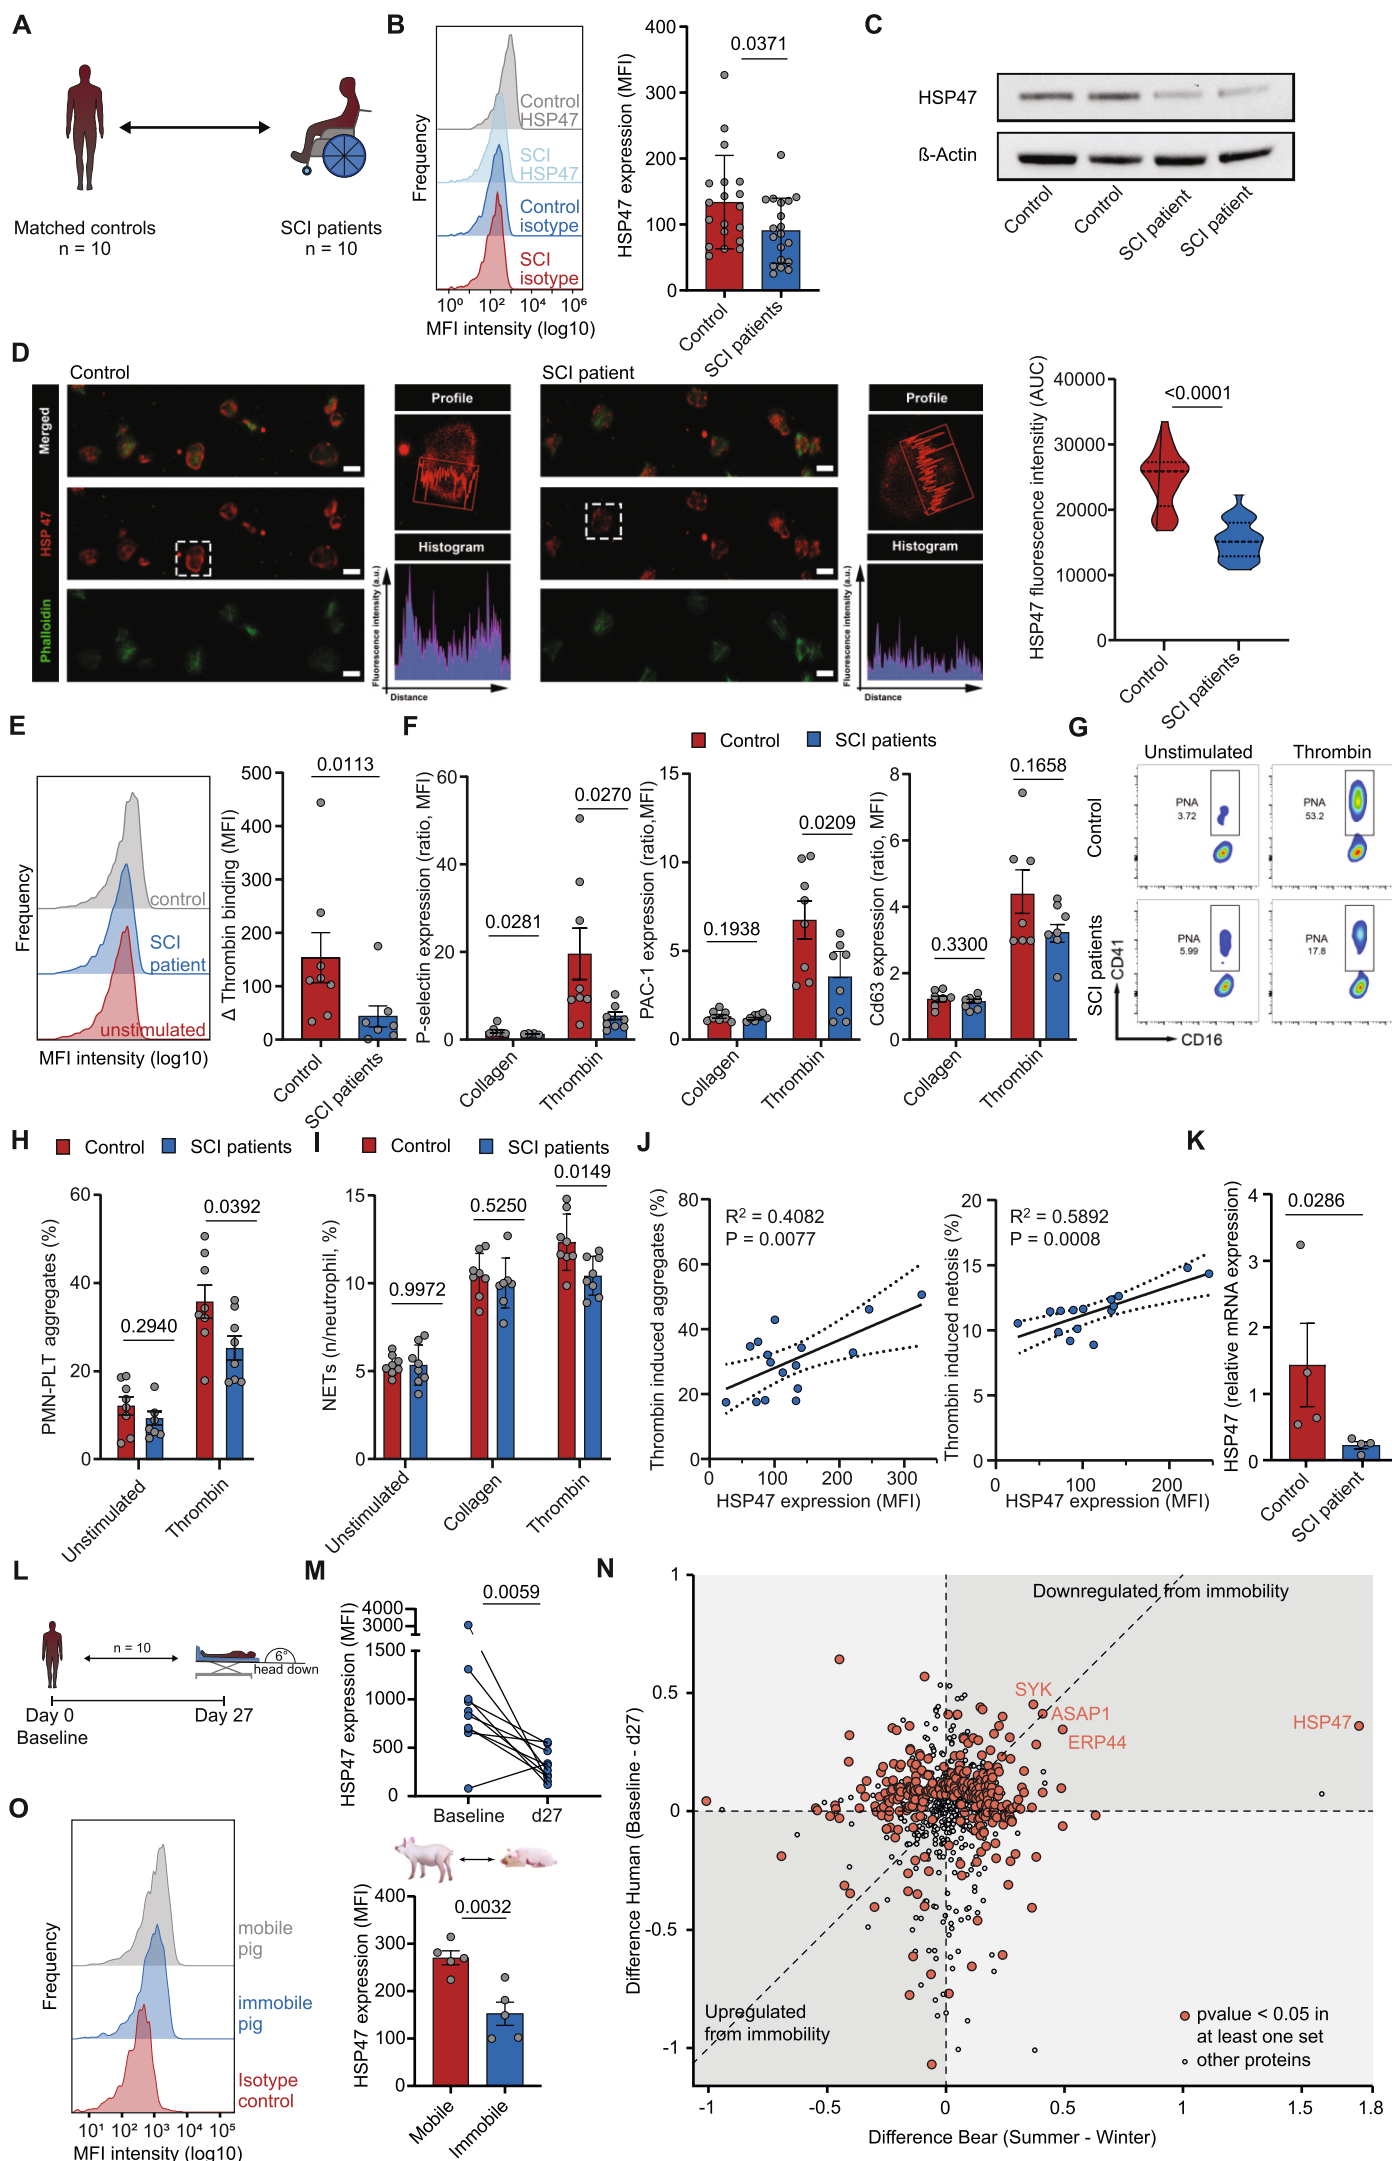 A
Matched controls
n = 10
SCI patients
n = 10
B
Frequency
Control
HSP47
SCI
HSP47
Control
isotype
SCI
isotype
10⁰ 10² 10⁴ 10⁶
MFI intensity (log10)
HSP47 expression (MFI)
400
300
200
100
0
0.0371
Control
SCI patients
C
HSP47
ß-Actin
Control
Control
SCI patient
SCI patient
D
Control
Merged
HSP 47
Phalloidin
Profile
Histogram
Fluorescence intensity (a.u.)
Distance
SCI patient
Profile
Histogram
Fluorescence intensity (a.u.)
Distance
HSP47 fluorescence intensitiy (AUC)
40000
30000
20000
10000
0
<0.0001
Control
SCI patients
E
Frequency
control
SCI
patient
unstimulated
MFI intensity (log10)
Δ Thrombin binding (MFI)
500
400
300
200
100
0
0.0113
Control
SCI patients
F
Control
SCI patients
P-selectin expression (ratio, MFI)
60
40
20
0
0.0281
0.0270
Collagen
Thrombin
PAC-1 expression (ratio,MFI)
15
10
5
0
0.1938
0.0209
Collagen
Thrombin
Cd63 expression (ratio, MFI)
8
6
4
2
0
0.3300
0.1658
Collagen
Thrombin
G
Unstimulated
Thrombin
Control
SCI patients
PNA
3.72
PNA
53.2
PNA
5.99
PNA
17.8
CD41
CD16
H
Control
SCI patients
PMN-PLT aggregates (%)
60
40
20
0
0.2940
0.0392
Unstimulated
Thrombin
I
Control
SCI patients
NETs (n/neutrophil, %)
15
10
5
0
0.9972
0.5250
0.0149
Unstimulated
Collagen
Thrombin
J
Thrombin induced aggregates (%)
80
60
40
20
0
R² = 0.4082
P = 0.0077
0 100 200 300
HSP47 expression (MFI)
Thrombin induced netosis (%)
20
15
10
5
0
R² = 0.5892
P = 0.0008
0 100 200
HSP47 expression (MFI)
K
HSP47 (relative mRNA expression)
4
3
2
1
0
0.0286
Control
SCI patient
L
n = 10
6°
head down
Day 0
Baseline
Day 27
M
HSP47 expression (MFI)
4000
3000
1500
1000
500
0
0.0059
Baseline
d27
N
Difference Human (Baseline - d27)
1
0.5
0
-0.5
-1
Downregulated from immobility
SYK
ASAP1
ERP44
HSP47
Upregulated
from immobility
pvalue < 0.05 in
at least one set
other proteins
-1 -0.5 0 0.5 1 1.5 1.8
Difference Bear (Summer - Winter)
O
Frequency
mobile
pig
immobile
pig
Isotype
control
10¹ 10² 10³ 10⁴ 10⁵
MFI intensity (log10)
HSP47 expression (MFI)
400
300
200
100
0
0.0032
Mobile
Immobile